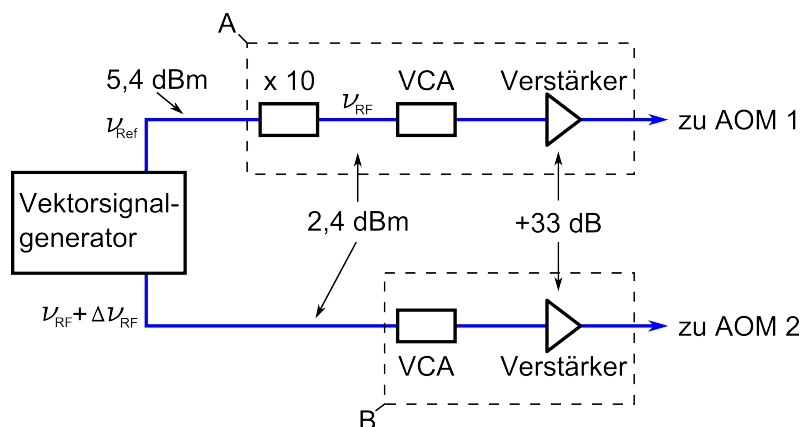 A
5,4 dBm
x 10
VCA
Verstärker
νRF
νRef
zu AOM 1
Vektorsignal-
generator
2,4 dBm
+33 dB
νRF + ΔνRF
zu AOM 2
VCA
Verstärker
B